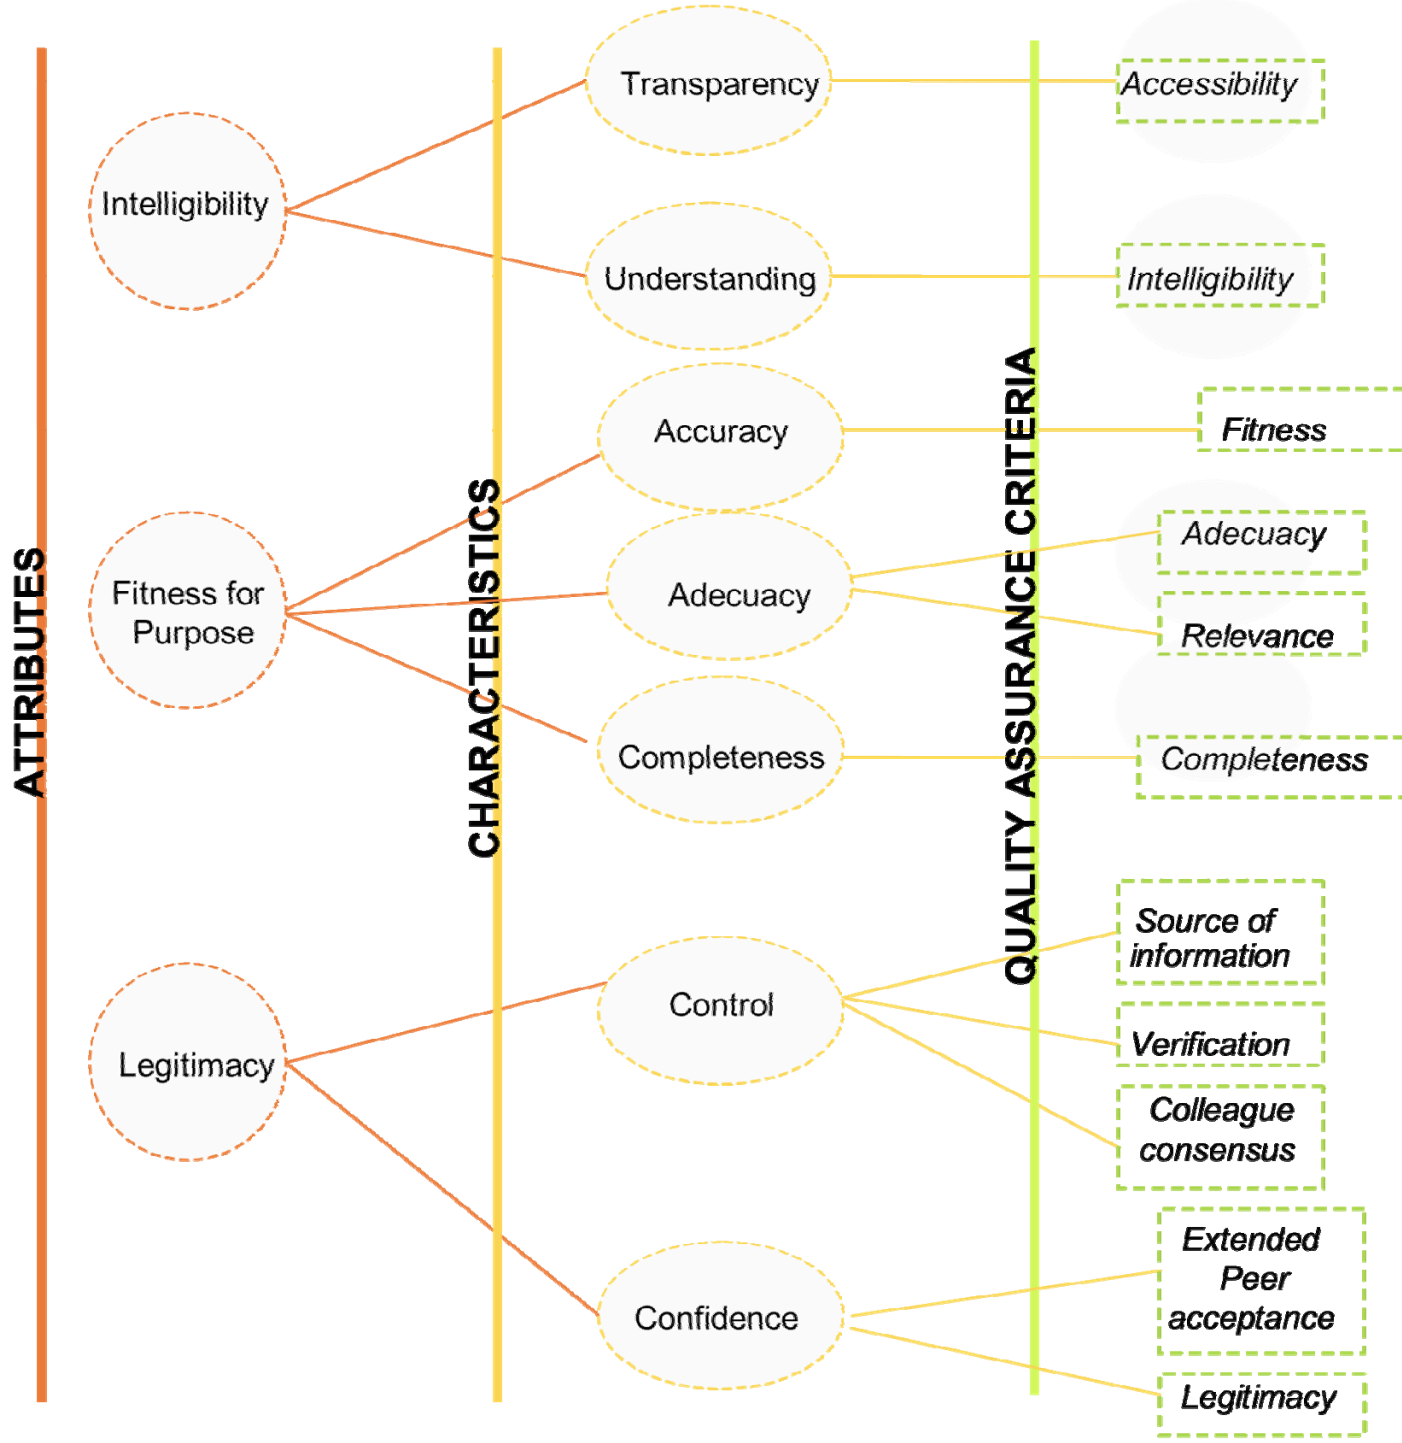 ATTRIBUTES
Intelligibility
Fitness for
Purpose
Legitimacy
CHARACTERISTICS
Transparency
Understanding
Accuracy
Adecuacy
Completeness
Control
Confidence
QUALITY ASSURANCE CRITERIA
Accessibility
Intelligibility
Fitness
Adecuacy
Relevance
Completeness
Source of
information
Verification
Colleague
consensus
Extended
Peer
acceptance
Legitimacy